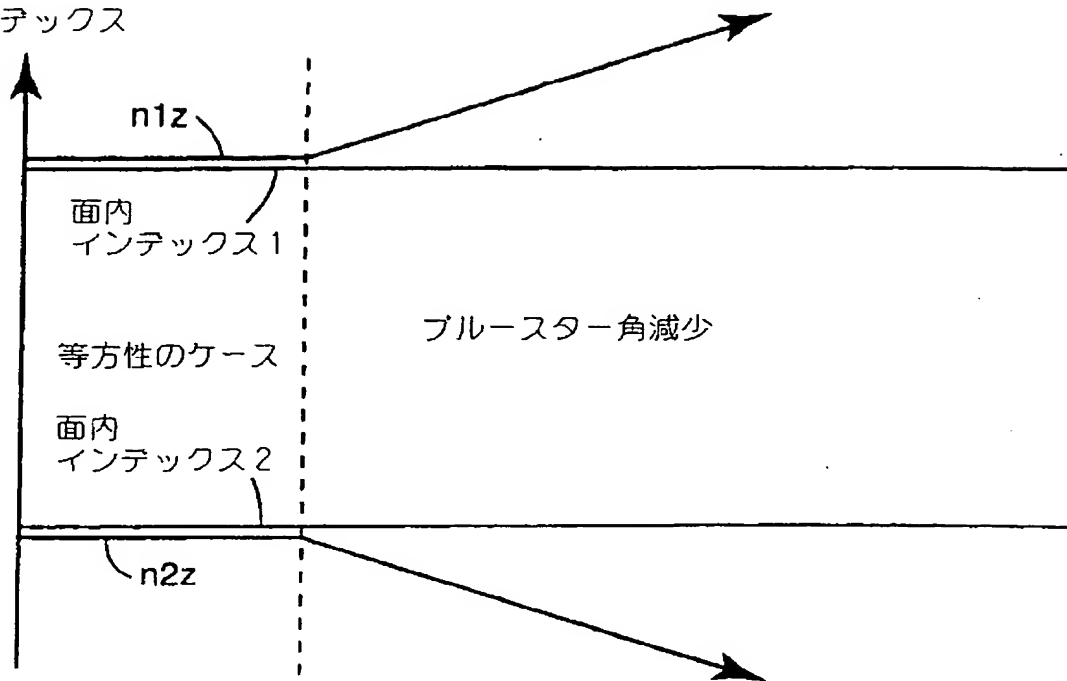 デックス
n1z
面内
インデックス1
ブルースター角減少
等方性のケース
面内
インデックス2
n2z